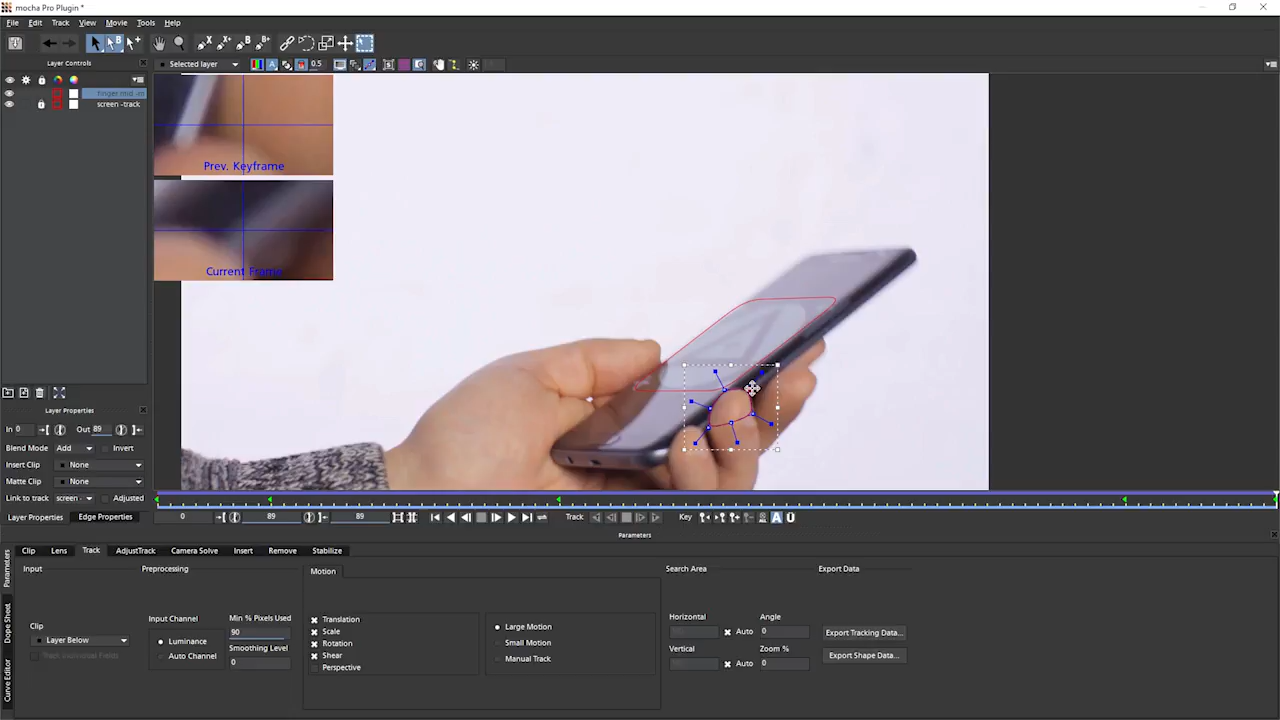 mocha Pro Plugin *
File Edit Track View Movie Tools Help
Layer Controls
Selected layer 0.5
finger mid -m
screen -track
Prev. Keyframe
Current Frame
Layer Properties
In 0 Out 89
Blend Mode Add Invert
Insert Clip None
Matte Clip None
Link to track screen - Adjusted
Layer Properties Edge Properties
0 89 89 Track Key A U
Parameters
Clip Lens Track AdjustTrack Camera Solve Insert Remove Stabilize
Input Preprocessing Motion Search Area Export Data
Clip
Layer Below
Track Individual Fields
Input Channel Min % Pixels Used
90
Luminance
Smoothing Level
Auto Channel 0
Translation
Scale
Rotation
Shear
Perspective
Large Motion
Small Motion
Manual Track
Horizontal Angle
Auto 0
Vertical Zoom %
Auto 0
Export Tracking Data...
Export Shape Data...
Parameters
Dope Sheet
Curve Editor